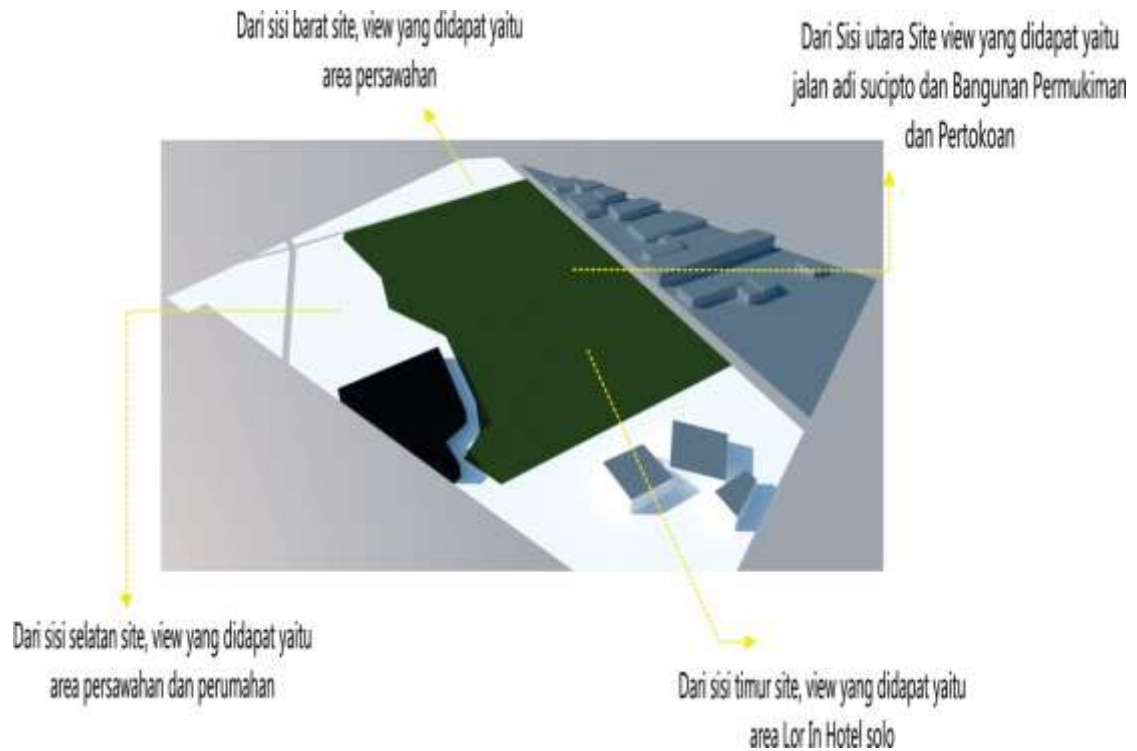 Dari sisi barat site, view yang didapat yaitu
area persawahan
Dari Sisi utara Site view yang didapat yaitu
jalan adi sucipto dan Bangunan Permukiman
dan Pertokoan
Dari sisi selatan site, view yang didapat yaitu
area persawahan dan perumahan
Dari sisi timur site, view yang didapat yaitu
area Lor In Hotel solo